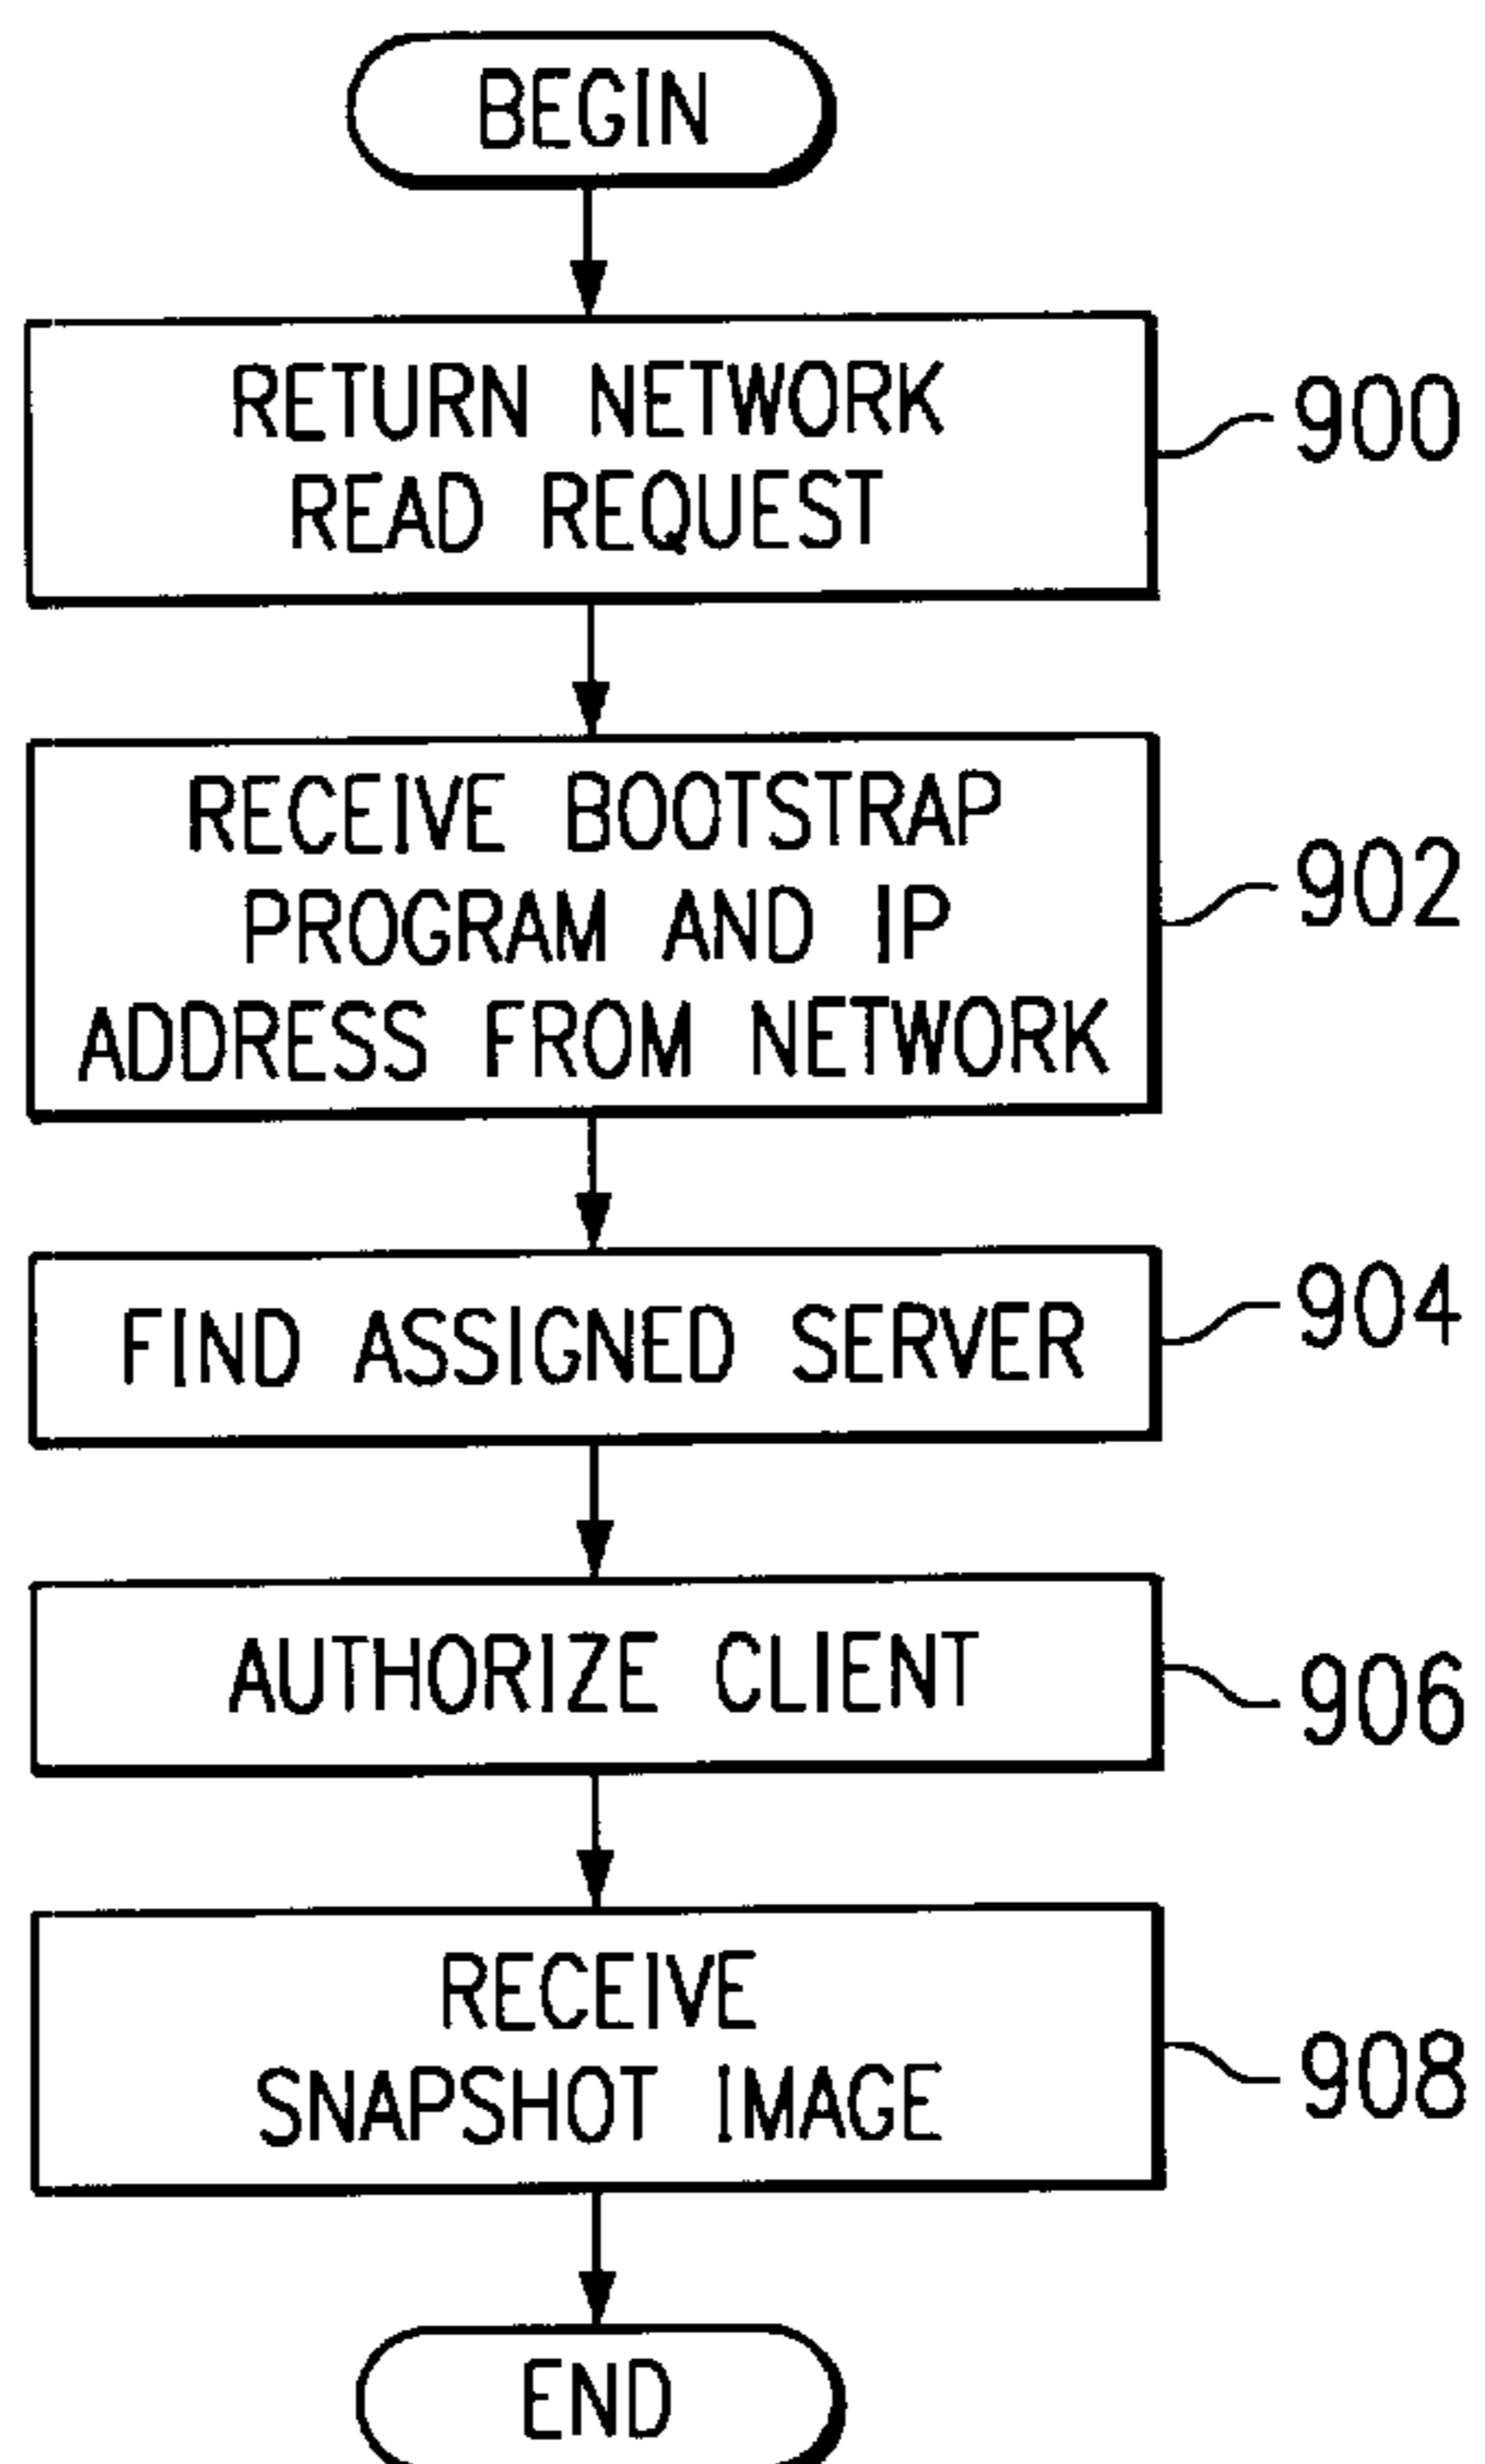 BEGIN
RETURN NETWORK
READ REQUEST
900
RECEIVE BOOTSTRAP
PROGRAM AND IP
ADDRESS FROM NETWORK
902
FIND ASSIGNED SERVER
904
AUTHORIZE CLIENT
906
RECEIVE
SNAPSHOT IMAGE
908
END